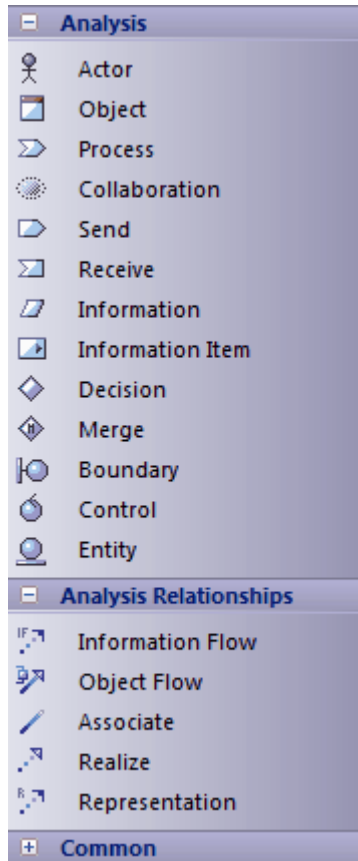 Analysis
Actor
Object
Process
Collaboration
Send
Receive
Information
Information Item
Decision
Merge
Boundary
Control
Entity
Analysis Relationships
IF Information Flow
Object Flow
Associate
Realize
R Representation
Common